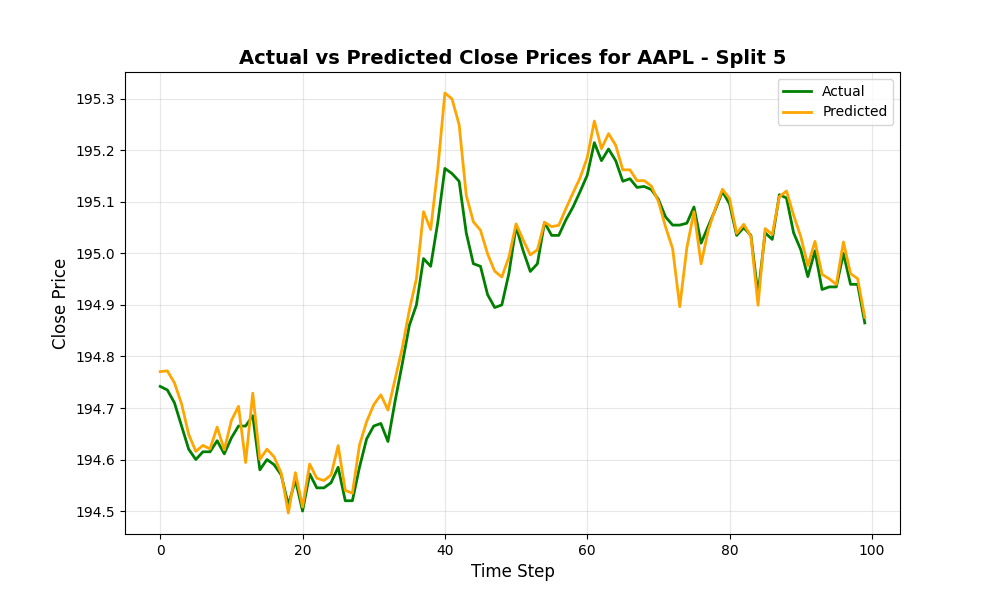 Actual vs Predicted Close Prices for AAPL - Split 5
Actual
Predicted
Close Price
195.3
195.2
195.1
195.0
194.9
194.8
194.7
194.6
194.5
0 20 40 60 80 100
Time Step